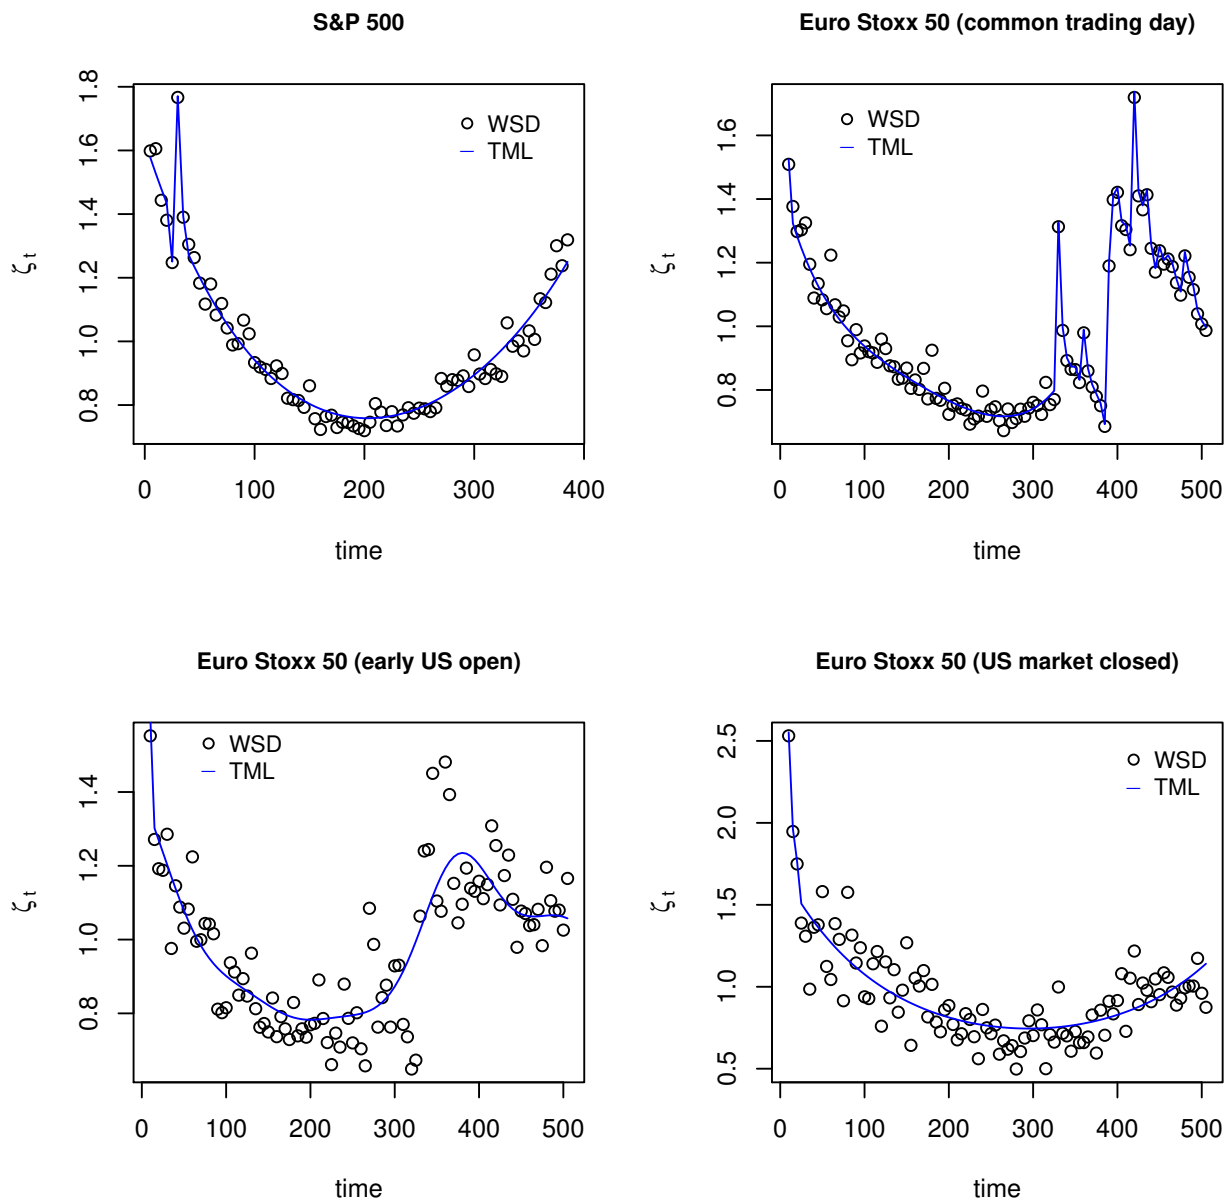 S&P 500
ζ t
1.8
1.6
1.4
1.2
1.0
0.8
WSD
TML
0 100 200 300 400
time
Euro Stoxx 50 (common trading day)
ζ t
1.6
1.4
1.2
1.0
0.8
WSD
TML
0 100 200 300 400 500
time
Euro Stoxx 50 (early US open)
ζ t
1.4
1.2
1.0
0.8
WSD
TML
0 100 200 300 400 500
time
Euro Stoxx 50 (US market closed)
ζ t
2.5
2.0
1.5
1.0
0.5
WSD
TML
0 100 200 300 400 500
time